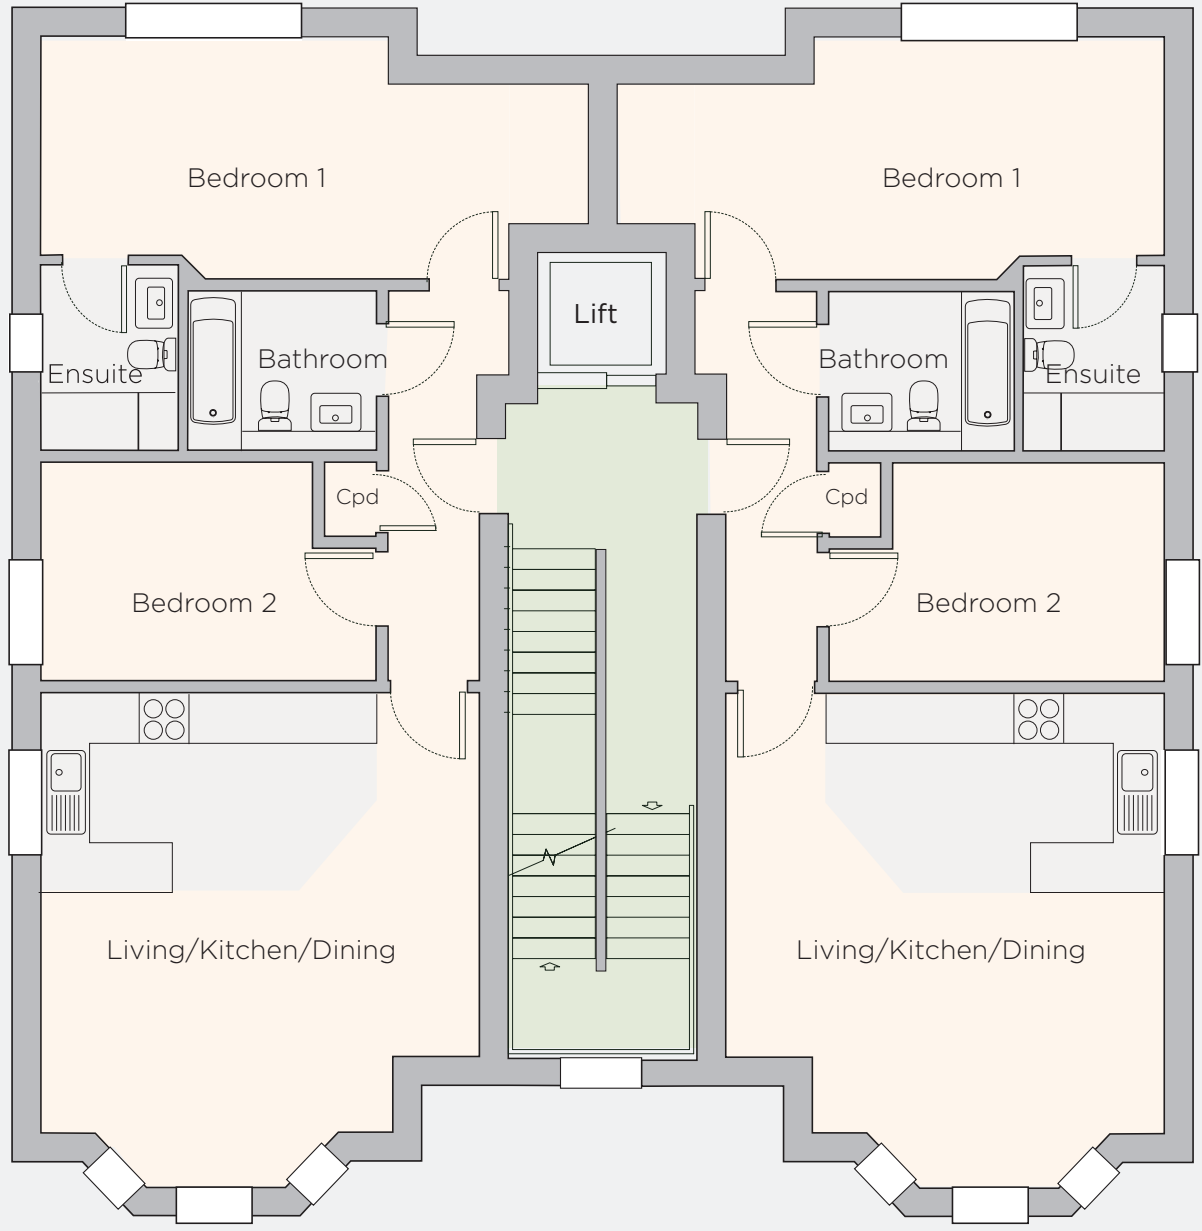 Bedroom 1
Bedroom 1
Lift
Bathroom
Bathroom
Ensuite
Ensuite
Cpd
Cpd
Bedroom 2
Bedroom 2
Living/Kitchen/Dining
Living/Kitchen/Dining